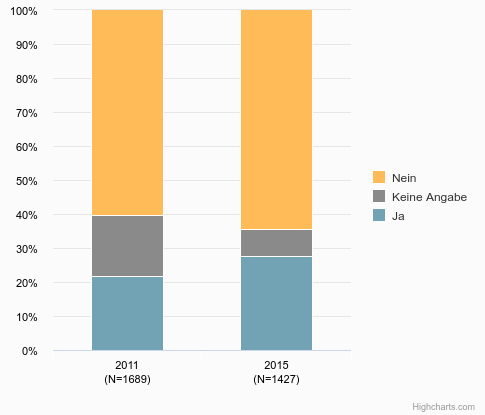 100%
90%
80%
70%
60%
50%
40%
30%
20%
10%
0%
2011
(N=1689)
2015
(N=1427)
Nein
Keine Angabe
Ja
Highcharts.com